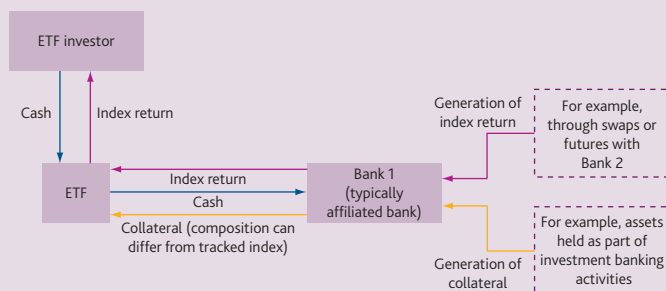 ETF investor
Cash
Index return
Generation of
index return
For example,
through swaps or
futures with
Bank 2
ETF
Index return
Cash
Collateral (composition can
differ from tracked index)
Bank 1
(typically
affiliated bank)
Generation of
collateral
For example, assets
held as part of
investment banking
activities